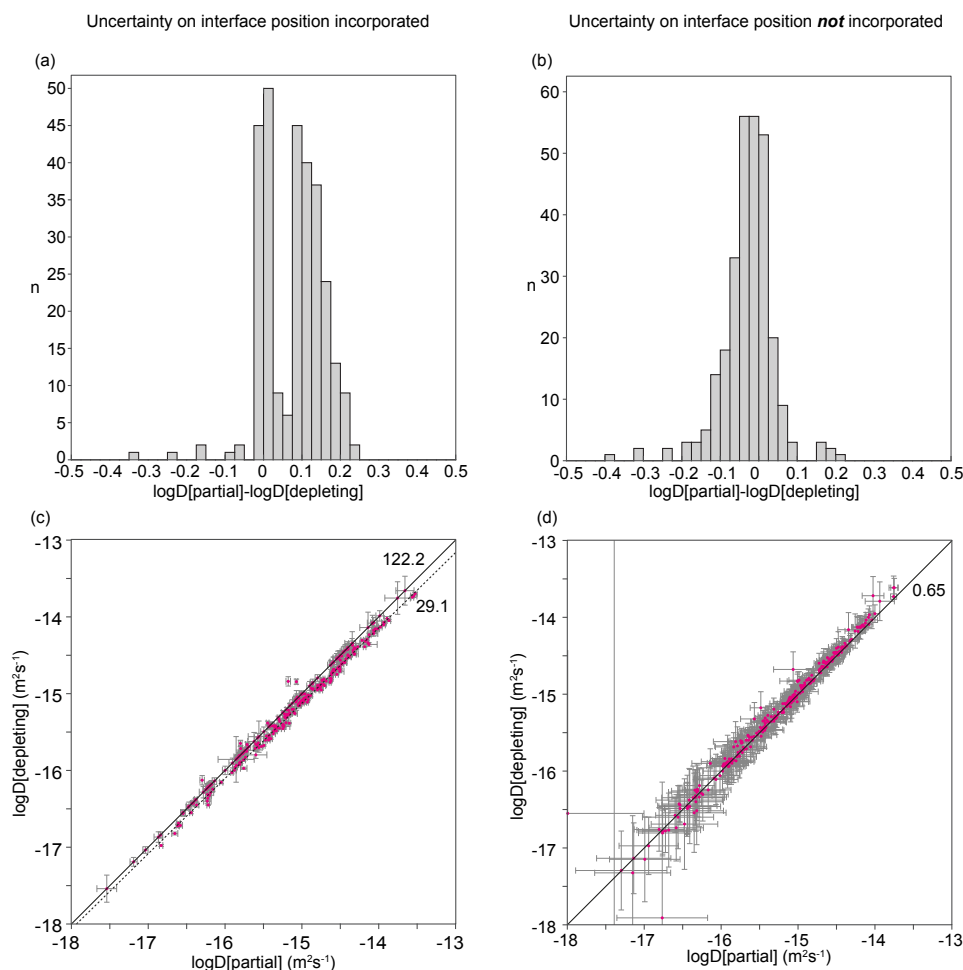 Uncertainty on interface position incorporated
Uncertainty on interface position not incorporated
(a)
50
45
40
35
30
25
n
20
15
10
5
0
-0.5 -0.4 -0.3 -0.2 -0.1 0 0.1 0.2 0.3 0.4 0.5
logD[partial]-logD[depleting]
(b)
60
50
40
30
n
20
10
0
-0.5 -0.4 -0.3 -0.2 -0.1 0 0.1 0.2 0.3 0.4 0.5
logD[partial]-logD[depleting]
(c)
-13
122.2
29.1
-14
-15
logD[depleting] (m²s⁻¹)
-16
-17
-18
-18 -17 -16 -15 -14 -13
logD[partial] (m²s⁻¹)
(d)
-13
0.65
-14
-15
logD[depleting] (m²s⁻¹)
-16
-17
-18
-18 -17 -16 -15 -14 -13
logD[partial] (m²s⁻¹)